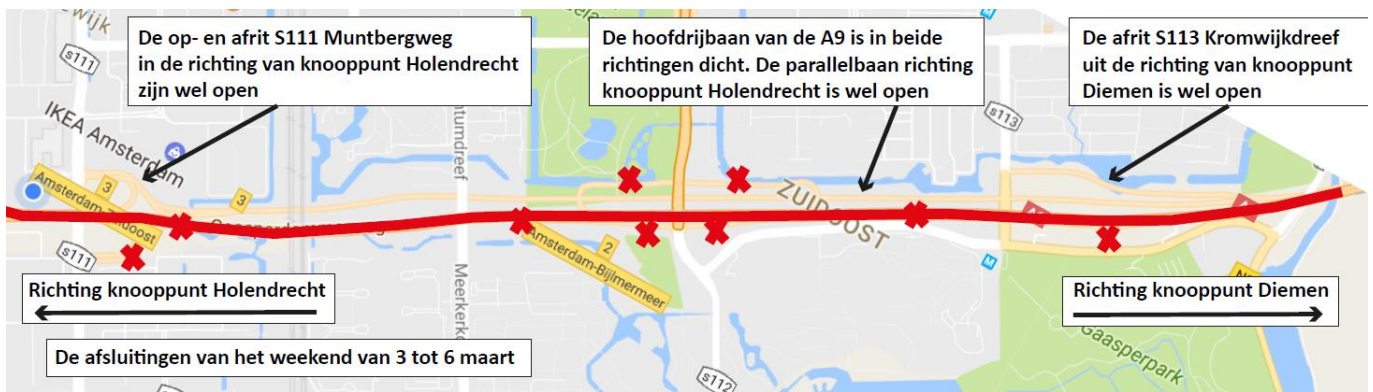 De op- en afrit S111 Muntbergweg
in de richting van knooppunt Holendrecht
zijn wel open
De hoofdrijbaan van de A9 is in beide
richtingen dicht. De parallelbaan richting
knooppunt Holendrecht is wel open
De afrit S113 Kromwijkdreef
uit de richting van knooppunt
Diemen is wel open
s111
IKEA Amsterdam
3
Amsterdam-Zuidoost
3
s111
Meerkerk
2
Amsterdam-Bijlmermeer
ZUIDOOST
s113
M
M
s112
Gaasperpark
Richting knooppunt Holendrecht
Richting knooppunt Diemen
De afsluitingen van het weekend van 3 tot 6 maart